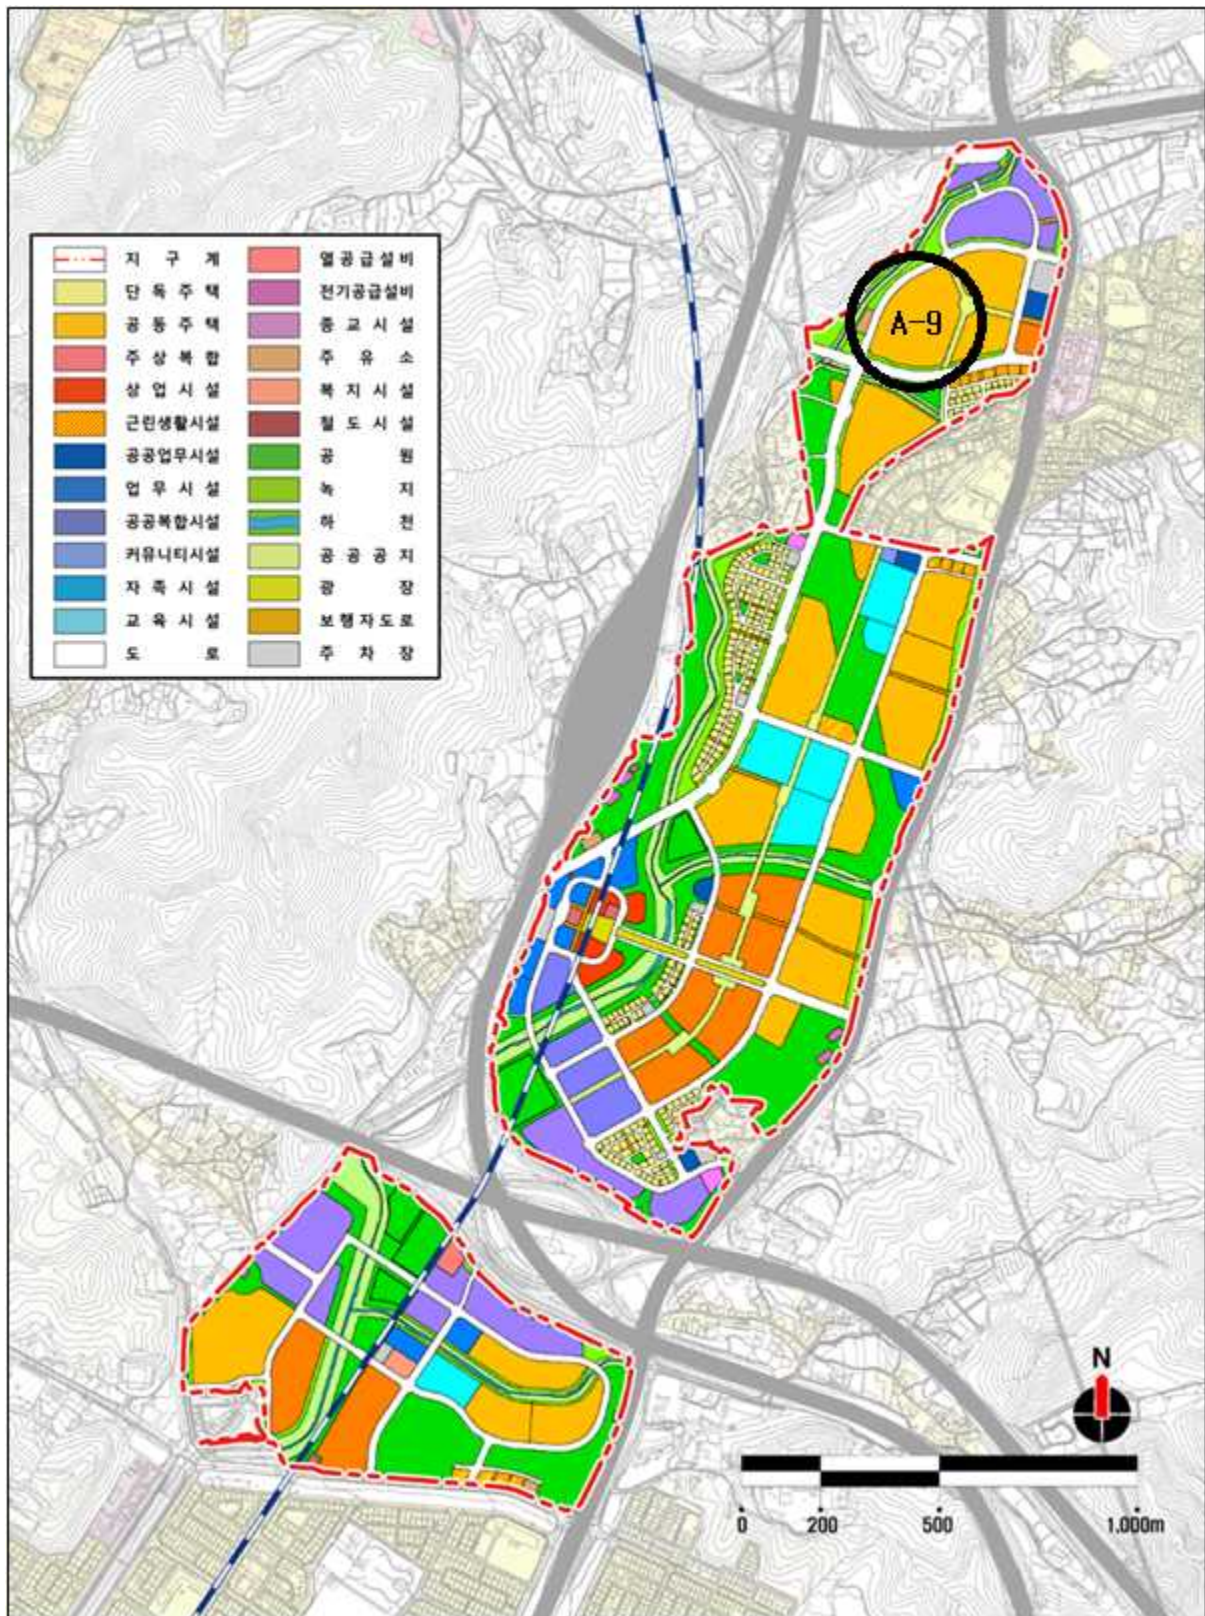 지구계 열공급설비
단독주택 전기공급설비
공동주택 종교시설
주상복합 주유소
상업시설 복지시설
근린생활시설 철도시설
공공업무시설 공원
업무시설 녹지
공공복합시설 하천
커뮤니티시설 공공공지
자족시설 광장
교육시설 보행자도로
도로 주차장
A-9
N
0 200 500 1.000m